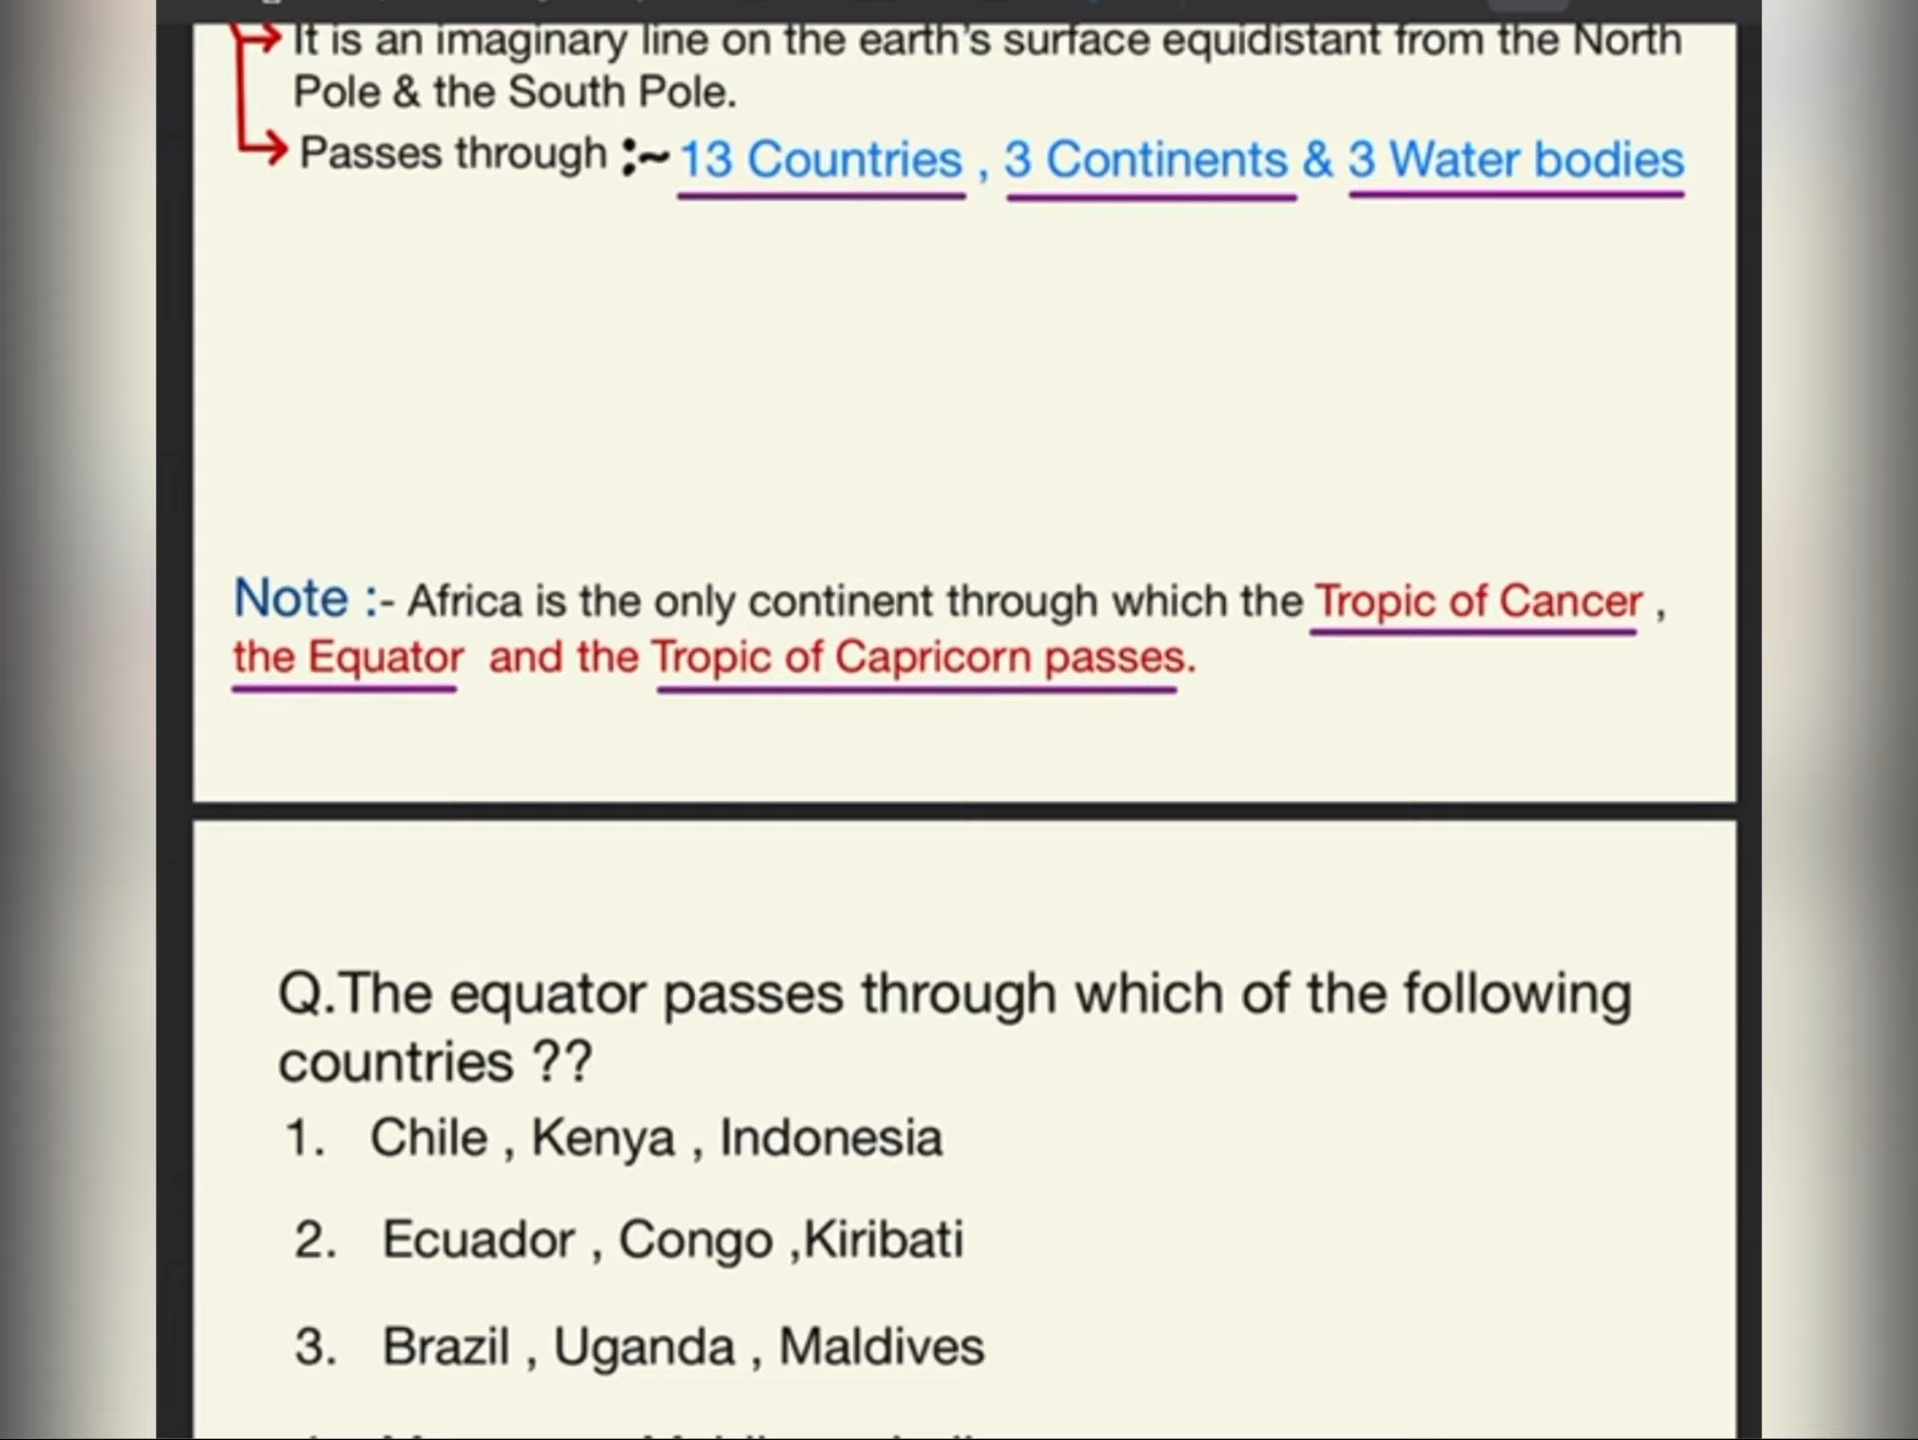 It is an imaginary line on the earth's surface equidistant from the North
Pole & the South Pole.
Passes through :~ 13 Countries , 3 Continents & 3 Water bodies
Note :- Africa is the only continent through which the Tropic of Cancer ,
the Equator and the Tropic of Capricorn passes.
Q.The equator passes through which of the following
countries ??
1. Chile , Kenya , Indonesia
2. Ecuador , Congo ,Kiribati
3. Brazil , Uganda , Maldives